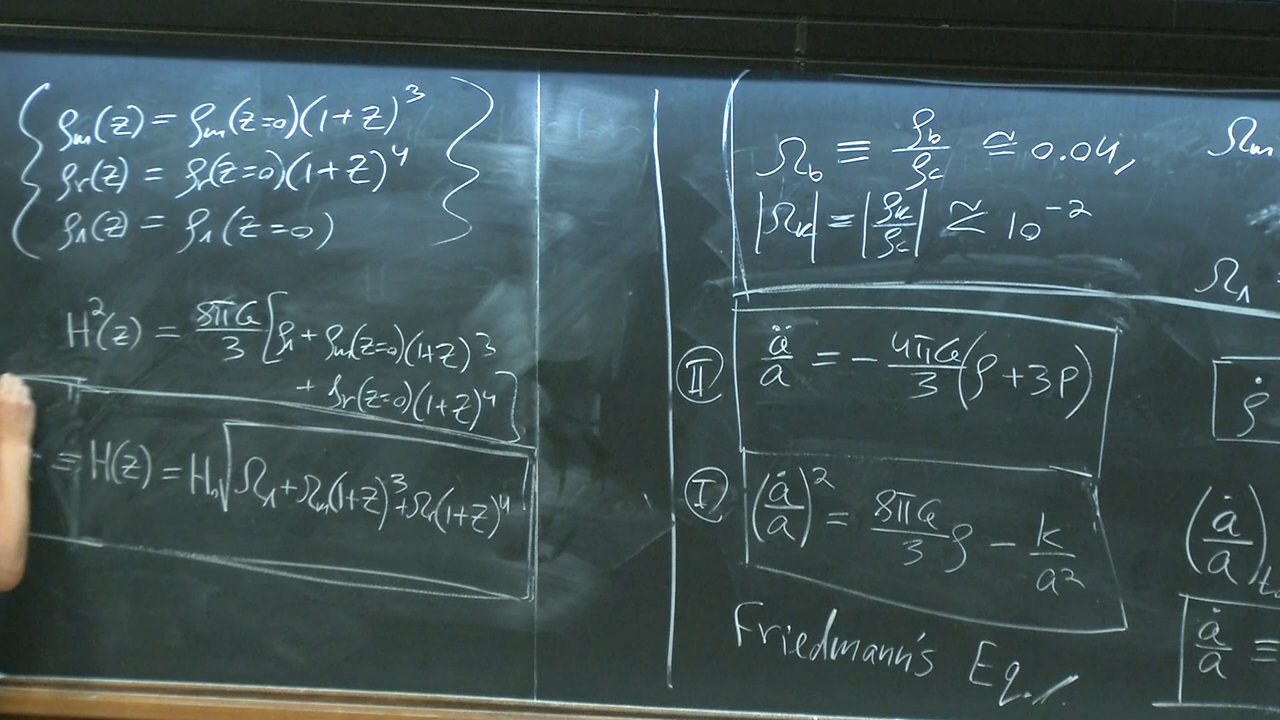 ρm(z) = ρm(z=0)(1+z)³
ρr(z) = ρr(z=0)(1+z)⁴
ρΛ(z) = ρΛ(z=0)
H²(z) = 8πG/3 [ρΛ + ρm(z=0)(1+z)³
+ ρr(z=0)(1+z)⁴]
≡ H(z) = H₀√(ΩΛ+Ωm(1+z)³+Ωr(1+z)⁴)
Ωb ≡ ρb/ρc ≅ 0.04,
|Ωk| = |ρk/ρc| ≅ 10⁻²
II ä/a = - 4πG/3 (ρ+3p)
I (ȧ/a)² = 8πG/3 ρ - k/a²
Friedmann's Eq.
Ωm
ΩΛ =
ρ̇
(ȧ/a)
ȧ/a =